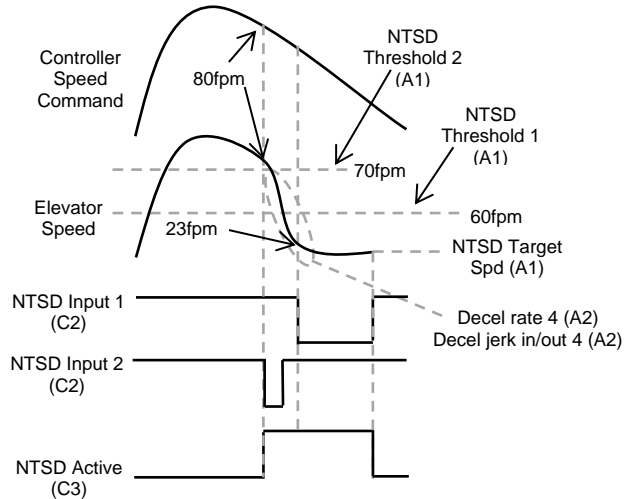 Controller
Speed
Command
80fpm
NTSD
Threshold 2
(A1)
NTSD
Threshold 1
(A1)
70fpm
Elevator
Speed
60fpm
23fpm
NTSD Target
Spd (A1)
NTSD Input 1
(C2)
Decel rate 4 (A2)
Decel jerk in/out 4 (A2)
NTSD Input 2
(C2)
NTSD Active
(C3)